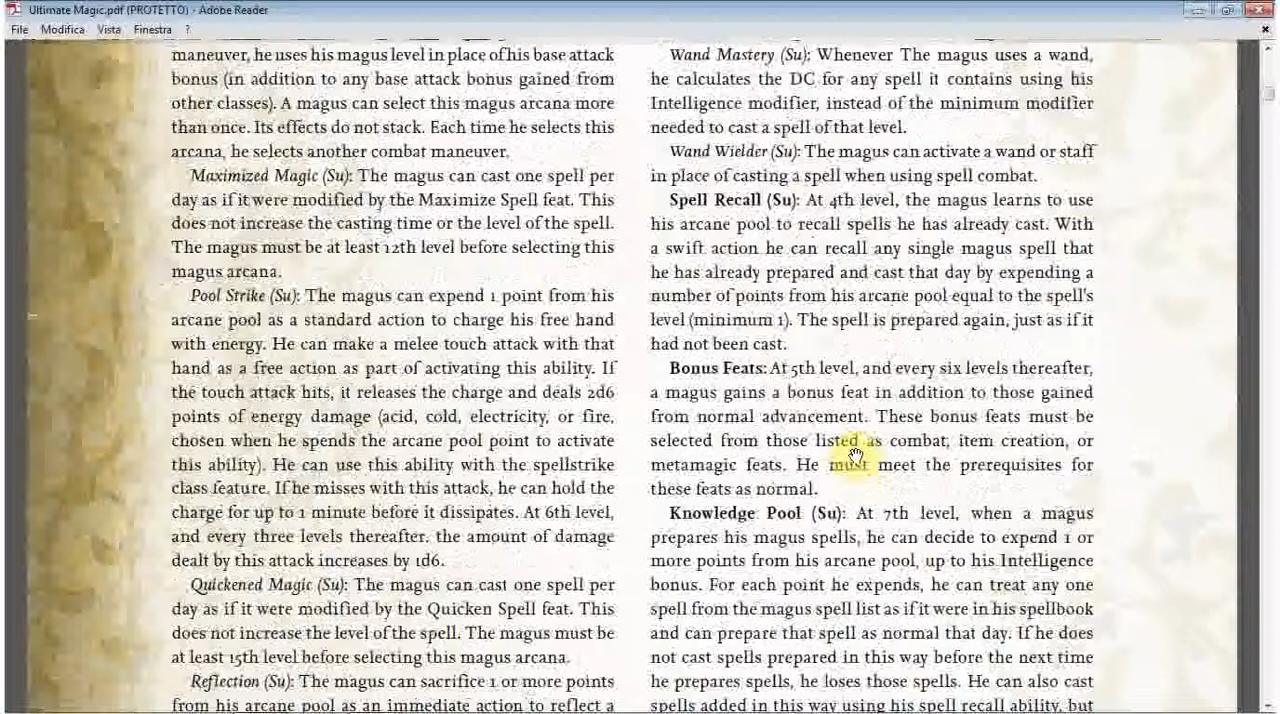 Ultimate Magic.pdf (PROTETTO) - Adobe Reader
File Modifica Vista Finestra ?
maneuver, he uses his magus level in place of his base attack
bonus (in addition to any base attack bonus gained from
other classes). A magus can select this magus arcana more
than once. Its effects do not stack. Each time he selects this
arcana, he selects another combat maneuver.
Maximized Magic (Su): The magus can cast one spell per
day as if it were modified by the Maximize Spell feat. This
does not increase the casting time or the level of the spell.
The magus must be at least 12th level before selecting this
magus arcana.
Pool Strike (Su): The magus can expend 1 point from his
arcane pool as a standard action to charge his free hand
with energy. He can make a melee touch attack with that
hand as a free action as part of activating this ability. If
the touch attack hits, it releases the charge and deals 2d6
points of energy damage (acid, cold, electricity, or fire,
chosen when he spends the arcane pool point to activate
this ability). He can use this ability with the spellstrike
class feature. If he misses with this attack, he can hold the
charge for up to 1 minute before it dissipates. At 6th level,
and every three levels thereafter. the amount of damage
dealt by this attack increases by 1d6.
Quickened Magic (Su): The magus can cast one spell per
day as if it were modified by the Quicken Spell feat. This
does not increase the level of the spell. The magus must be
at least 15th level before selecting this magus arcana.
Reflection (Su): The magus can sacrifice 1 or more points
from his arcane pool as an immediate action to reflect a
Wand Mastery (Su): Whenever The magus uses a wand,
he calculates the DC for any spell it contains using his
Intelligence modifier, instead of the minimum modifier
needed to cast a spell of that level.
Wand Wielder (Su): The magus can activate a wand or staff
in place of casting a spell when using spell combat.
Spell Recall (Su): At 4th level, the magus learns to use
his arcane pool to recall spells he has already cast. With
a swift action he can recall any single magus spell that
he has already prepared and cast that day by expending a
number of points from his arcane pool equal to the spell's
level (minimum 1). The spell is prepared again, just as if it
had not been cast.
Bonus Feats: At 5th level, and every six levels thereafter,
a magus gains a bonus feat in addition to those gained
from normal advancement. These bonus feats must be
selected from those listed as combat, item creation, or
metamagic feats. He must meet the prerequisites for
these feats as normal.
Knowledge Pool (Su): At 7th level, when a magus
prepares his magus spells, he can decide to expend 1 or
more points from his arcane pool, up to his Intelligence
bonus. For each point he expends, he can treat any one
spell from the magus spell list as if it were in his spellbook
and can prepare that spell as normal that day. If he does
not cast spells prepared in this way before the next time
he prepares spells, he loses those spells. He can also cast
spells added in this way using his spell recall ability, but